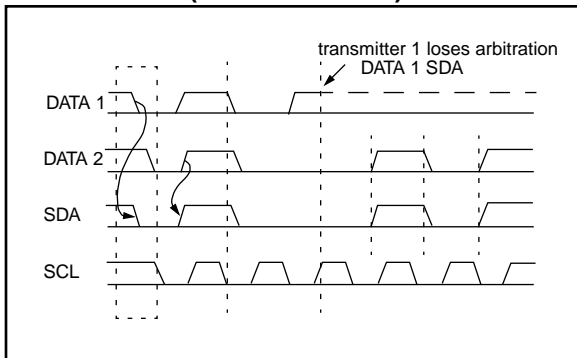 transmitter 1 loses arbitration
DATA 1 SDA
DATA 1
DATA 2
SDA
SCL